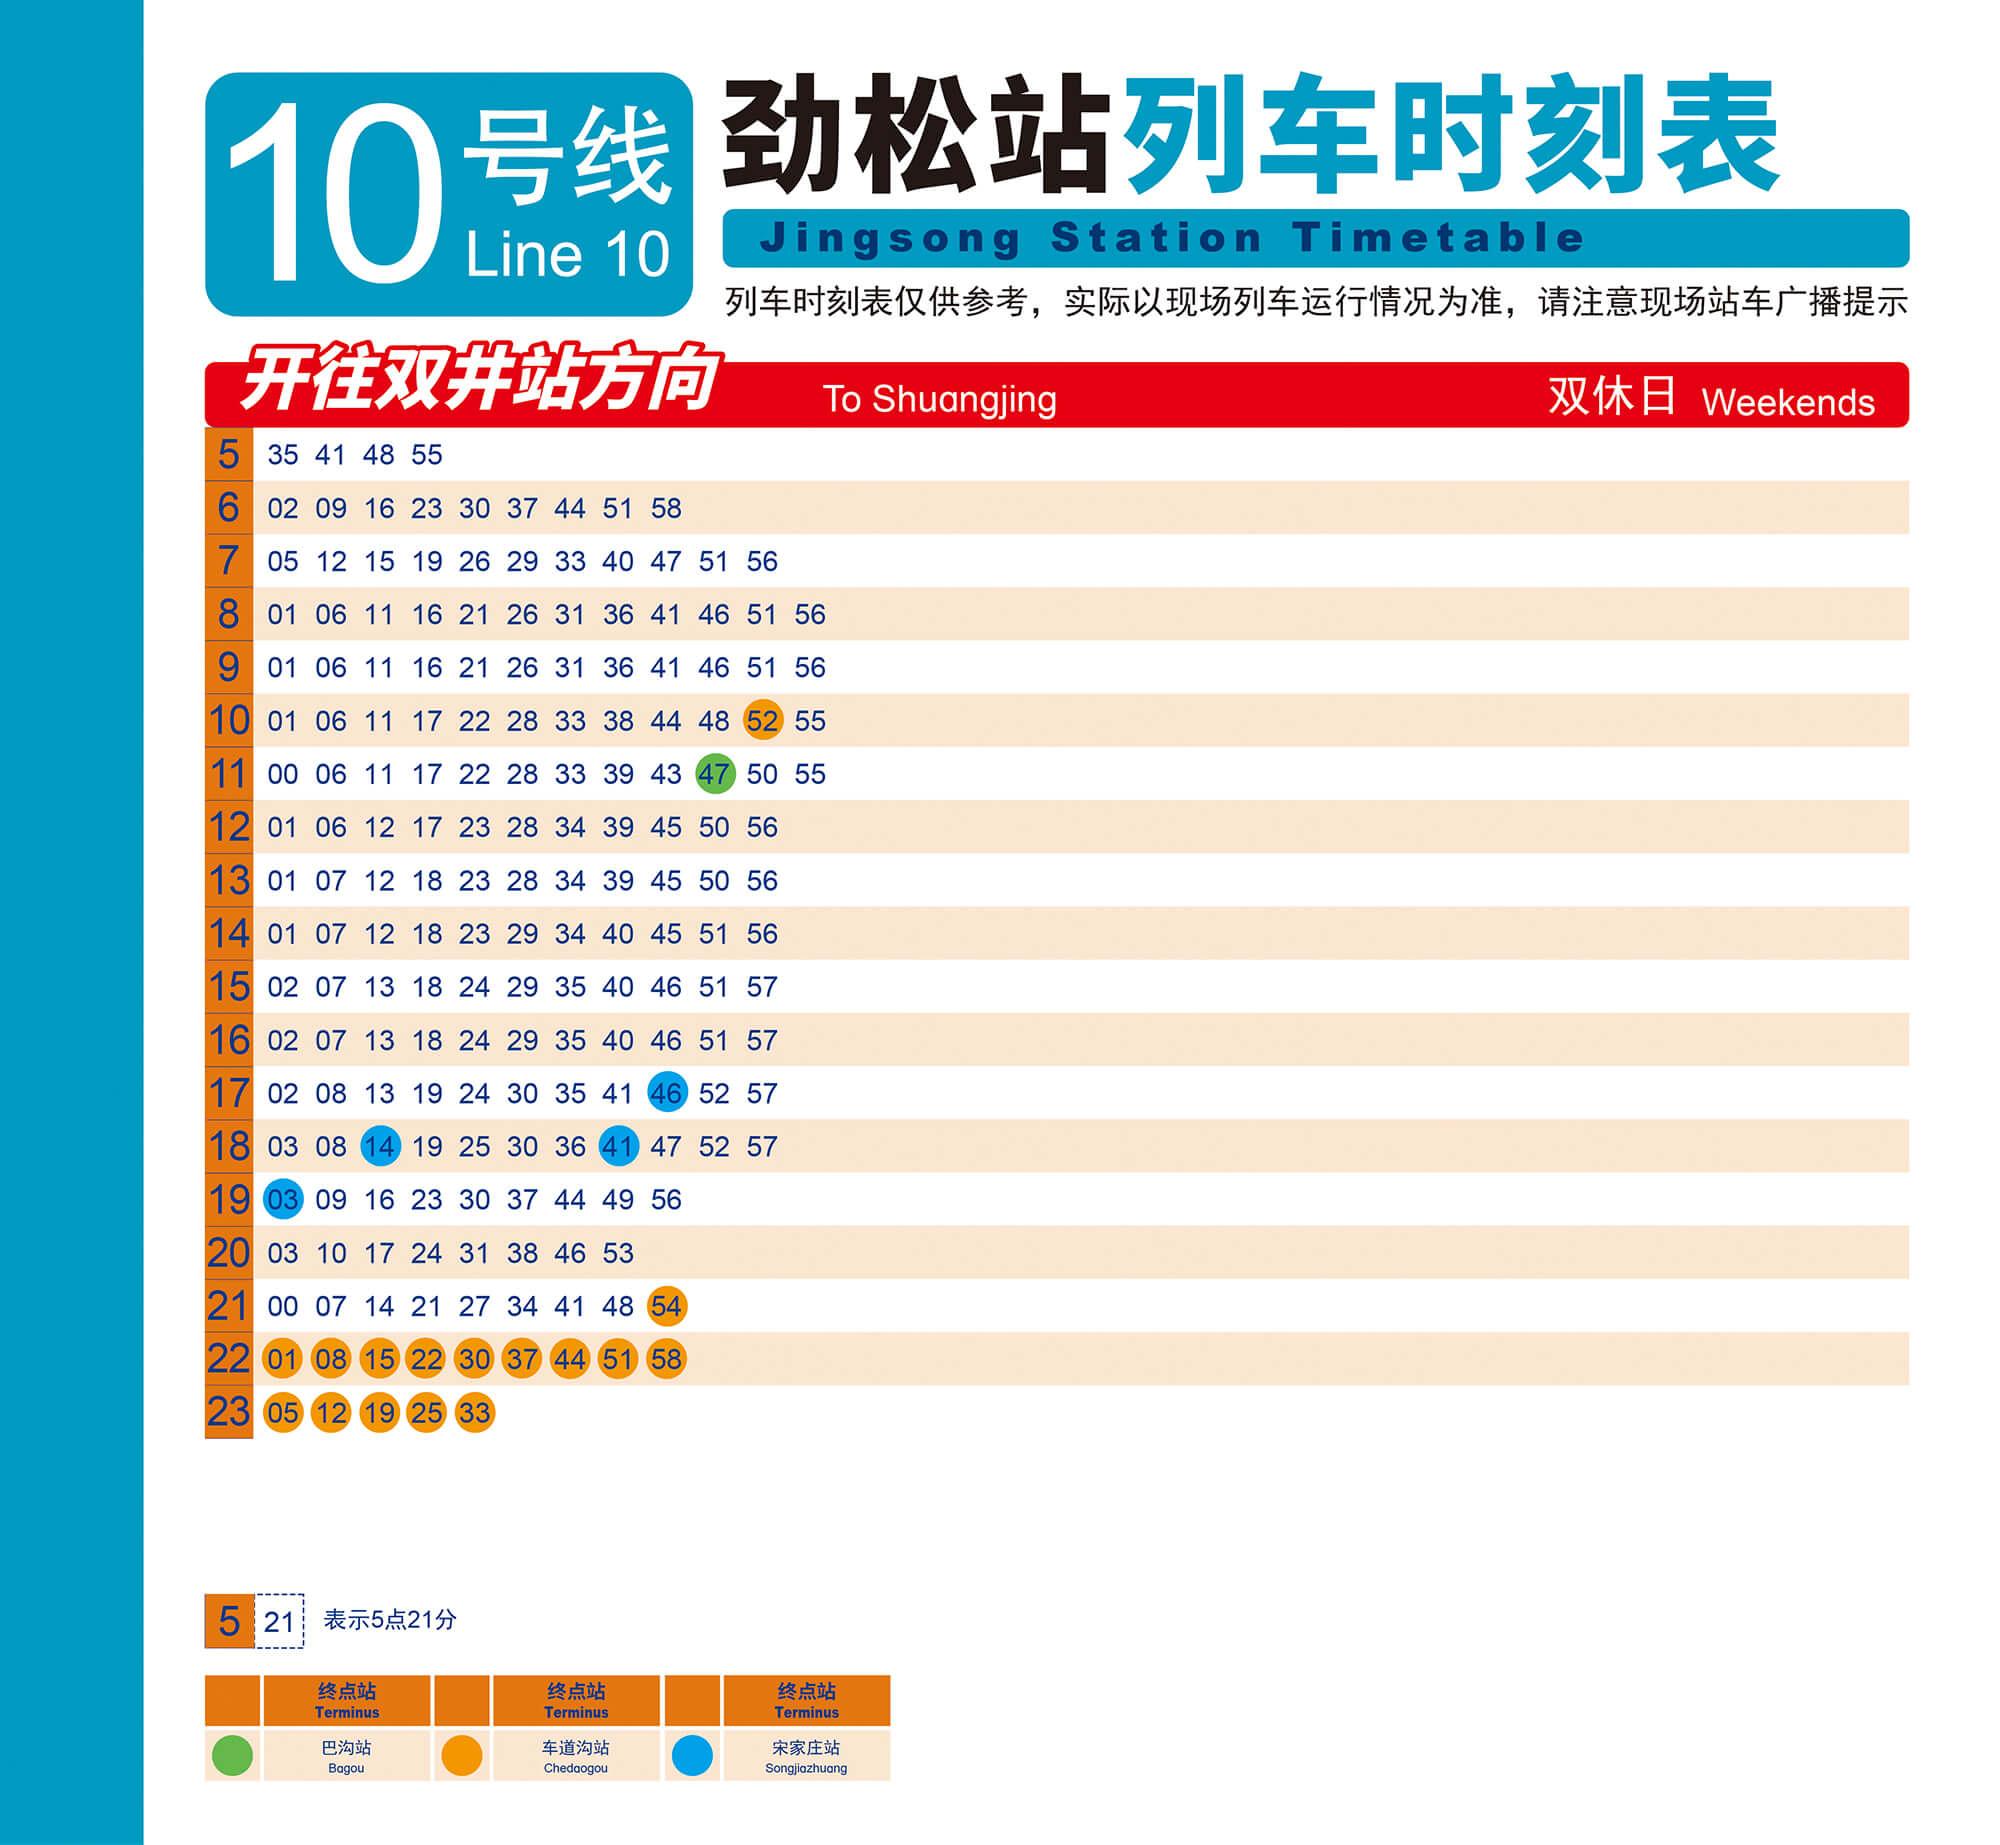 10号线
Line 10
劲松站列车时刻表
Jingsong Station Timetable
列车时刻表仅供参考，实际以现场列车运行情况为准，请注意现场站车广播提示
开往双井站方向 To Shuangjing 双休日 Weekends
5 35 41 48 55
6 02 09 16 23 30 37 44 51 58
7 05 12 15 19 26 29 33 40 47 51 56
8 01 06 11 16 21 26 31 36 41 46 51 56
9 01 06 11 16 21 26 31 36 41 46 51 56
10 01 06 11 17 22 28 33 38 44 48 52 55
11 00 06 11 17 22 28 33 39 43 47 50 55
12 01 06 12 17 23 28 34 39 45 50 56
13 01 07 12 18 23 28 34 39 45 50 56
14 01 07 12 18 23 29 34 40 45 51 56
15 02 07 13 18 24 29 35 40 46 51 57
16 02 07 13 18 24 29 35 40 46 51 57
17 02 08 13 19 24 30 35 41 46 52 57
18 03 08 14 19 25 30 36 41 47 52 57
19 03 09 16 23 30 37 44 49 56
20 03 10 17 24 31 38 46 53
21 00 07 14 21 27 34 41 48 54
22 01 08 15 22 30 37 44 51 58
23 05 12 19 25 33
5 21 表示5点21分
终点站 终点站 终点站
Terminus Terminus Terminus
巴沟站 车道沟站 宋家庄站
Bagou Chedaogou Songjiazhuang